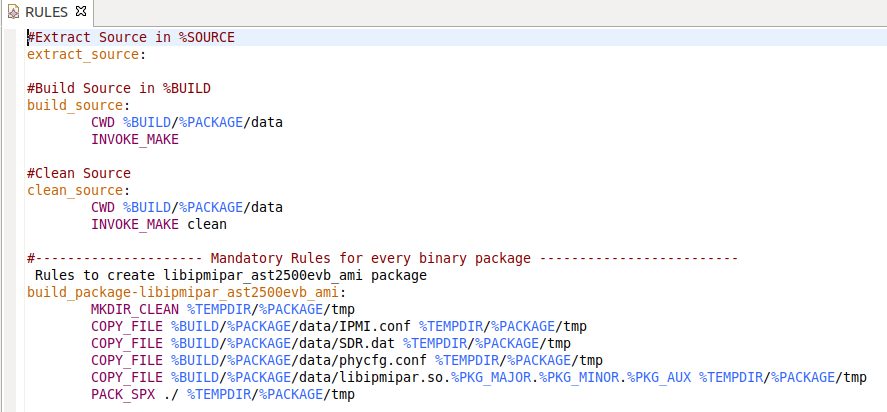 RULES
#Extract Source in %SOURCE
extract_source:
#Build Source in %BUILD
build_source:
CWD %BUILD/%PACKAGE/data
INVOKE_MAKE
#Clean Source
clean_source:
CWD %BUILD/%PACKAGE/data
INVOKE_MAKE clean
#--------------------- Mandatory Rules for every binary package -------------------------
Rules to create libipmipar_ast2500evb_ami package
build_package-libipmipar_ast2500evb_ami:
MKDIR_CLEAN %TEMPDIR/%PACKAGE/tmp
COPY_FILE %BUILD/%PACKAGE/data/IPMI.conf %TEMPDIR/%PACKAGE/tmp
COPY_FILE %BUILD/%PACKAGE/data/SDR.dat %TEMPDIR/%PACKAGE/tmp
COPY_FILE %BUILD/%PACKAGE/data/phycfg.conf %TEMPDIR/%PACKAGE/tmp
COPY_FILE %BUILD/%PACKAGE/data/libipmipar.so.%PKG_MAJOR.%PKG_MINOR.%PKG_AUX %TEMPDIR/%PACKAGE/tmp
PACK_SPX ./ %TEMPDIR/%PACKAGE/tmp